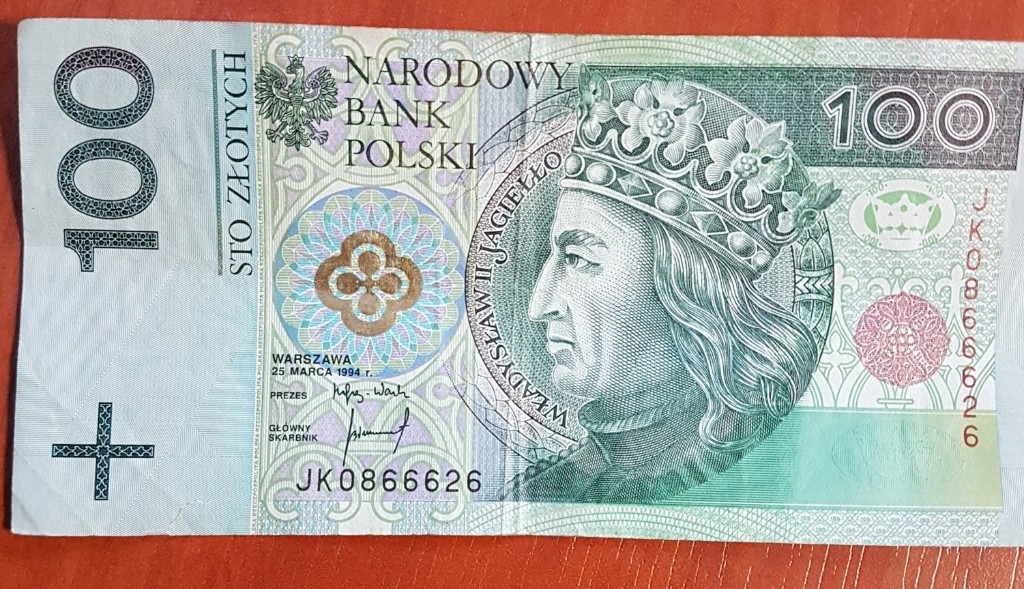 100
STO ZŁOTYCH
NARODOWY
BANK
POLSKI
100
WŁADYSŁAW II JAGIEŁŁO
WARSZAWA
25 MARCA 1994 r.
PREZES
GŁÓWNY
SKARBNIK
JK0866626
JK0866626